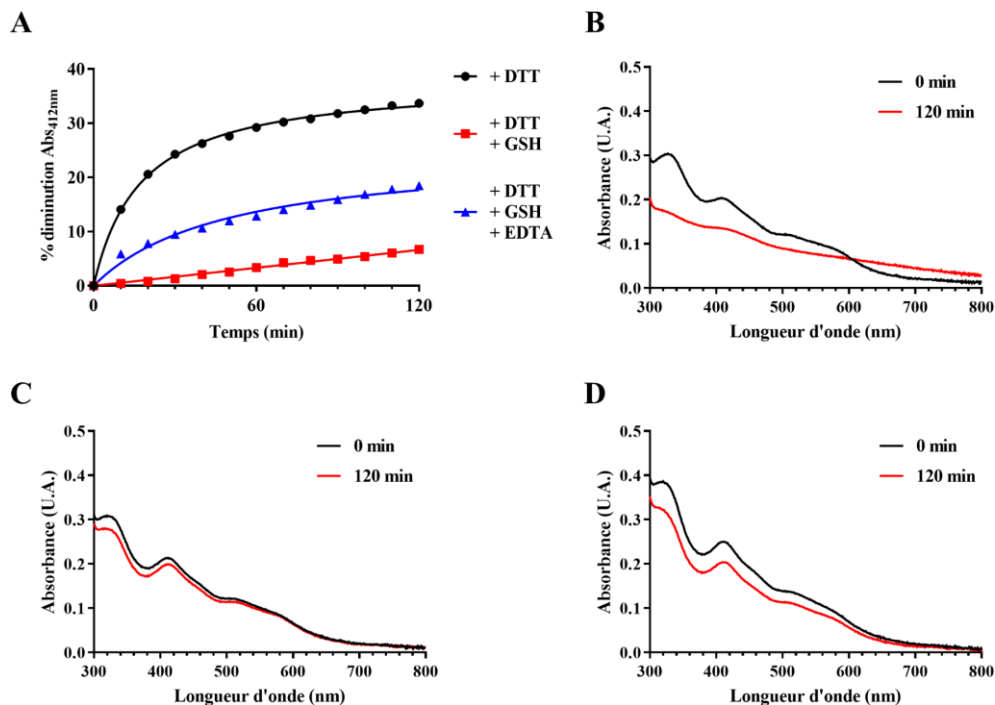 A
% diminution Abs412nm
40
30
20
10
0
0
60
120
Temps (min)
+ DTT
+ DTT
+ GSH
+ DTT
+ GSH
+ EDTA
B
Absorbance (U.A.)
0.5
0.4
0.3
0.2
0.1
0.0
300 400 500 600 700 800
Longueur d'onde (nm)
0 min
120 min
C
Absorbance (U.A.)
0.5
0.4
0.3
0.2
0.1
0.0
300 400 500 600 700 800
Longueur d'onde (nm)
0 min
120 min
D
Absorbance (U.A.)
0.5
0.4
0.3
0.2
0.1
0.0
300 400 500 600 700 800
Longueur d'onde (nm)
0 min
120 min